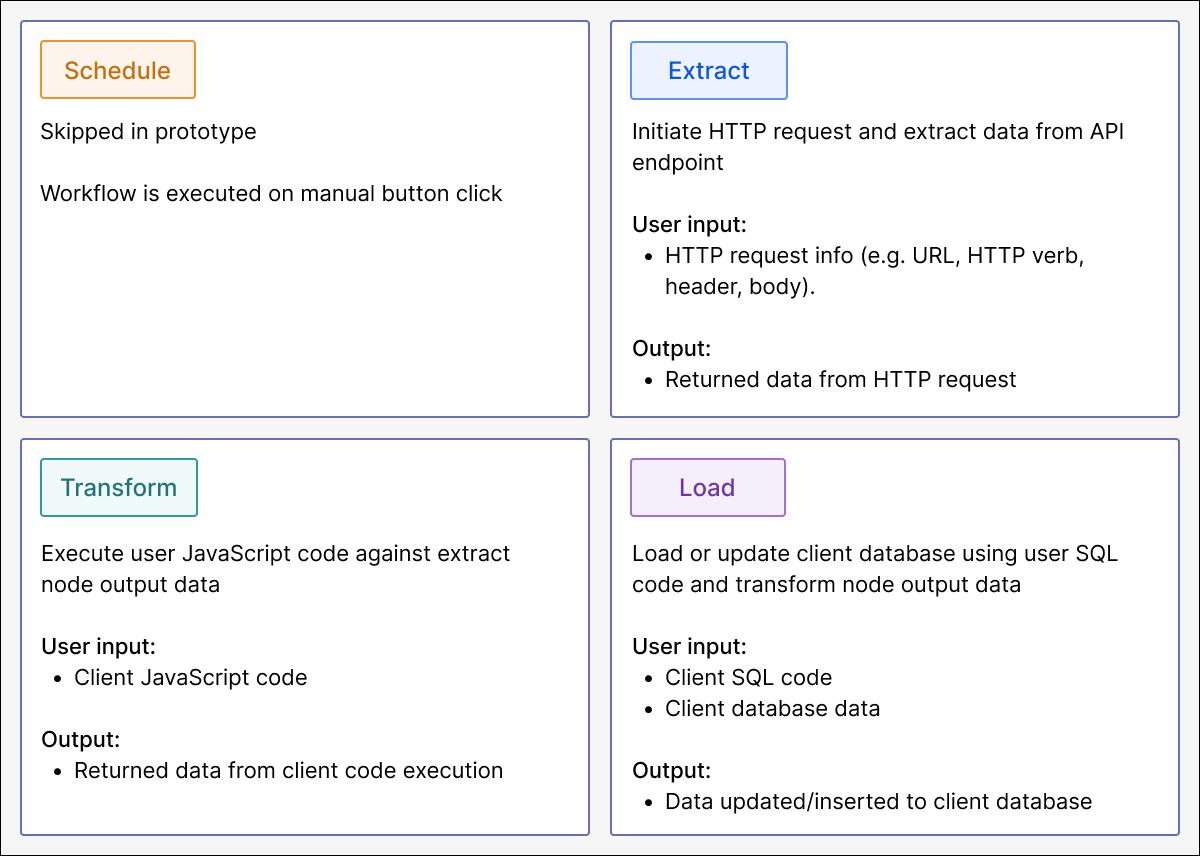 Schedule
Skipped in prototype
Workflow is executed on manual button click
Extract
Initiate HTTP request and extract data from API
endpoint
User input:
• HTTP request info (e.g. URL, HTTP verb,
header, body).
Output:
• Returned data from HTTP request
Transform
Execute user JavaScript code against extract
node output data
User input:
• Client JavaScript code
Output:
• Returned data from client code execution
Load
Load or update client database using user SQL
code and transform node output data
User input:
• Client SQL code
• Client database data
Output:
• Data updated/inserted to client database